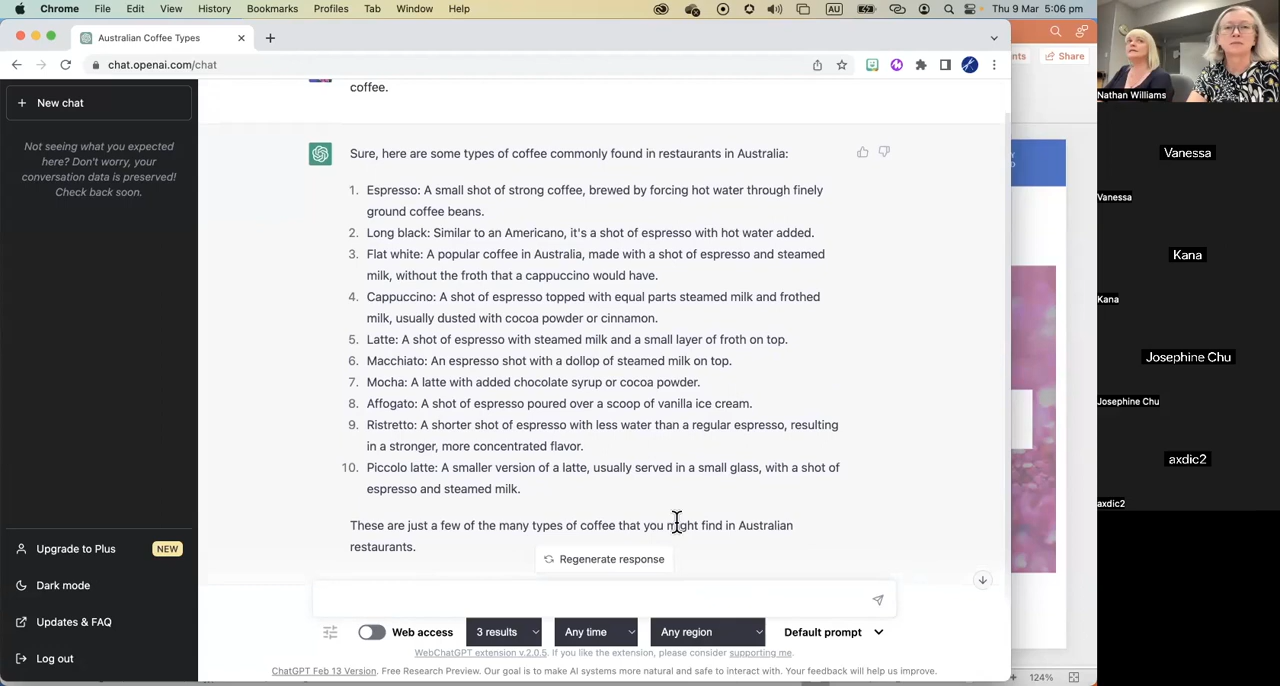 Chrome File Edit View History Bookmarks Profiles Tab Window Help
AU
Thu 9 Mar 5:06 pm
Australian Coffee Types
chat.openai.com/chat
Share
New chat
Not seeing what you expected
here? Don't worry, your
conversation data is preserved!
Check back soon.
coffee.
Sure, here are some types of coffee commonly found in restaurants in Australia:
1. Espresso: A small shot of strong coffee, brewed by forcing hot water through finely
ground coffee beans.
2. Long black: Similar to an Americano, it's a shot of espresso with hot water added.
3. Flat white: A popular coffee in Australia, made with a shot of espresso and steamed
milk, without the froth that a cappuccino would have.
4. Cappuccino: A shot of espresso topped with equal parts steamed milk and frothed
milk, usually dusted with cocoa powder or cinnamon.
5. Latte: A shot of espresso with steamed milk and a small layer of froth on top.
6. Macchiato: An espresso shot with a dollop of steamed milk on top.
7. Mocha: A latte with added chocolate syrup or cocoa powder.
8. Affogato: A shot of espresso poured over a scoop of vanilla ice cream.
9. Ristretto: A shorter shot of espresso with less water than a regular espresso, resulting
in a stronger, more concentrated flavor.
10. Piccolo latte: A smaller version of a latte, usually served in a small glass, with a shot of
espresso and steamed milk.
These are just a few of the many types of coffee that you might find in Australian
restaurants.
Regenerate response
Upgrade to Plus NEW
Dark mode
Updates & FAQ
Log out
Web access 3 results Any time Any region Default prompt
WebChatGPT extension v.2.0.5. If you like the extension, please consider supporting me.
ChatGPT Feb 13 Version. Free Research Preview. Our goal is to make AI systems more natural and safe to interact with. Your feedback will help us improve.
124%
Nathan Williams
Vanessa
Vanessa
Kana
Kana
Josephine Chu
Josephine Chu
axdic2
axdic2